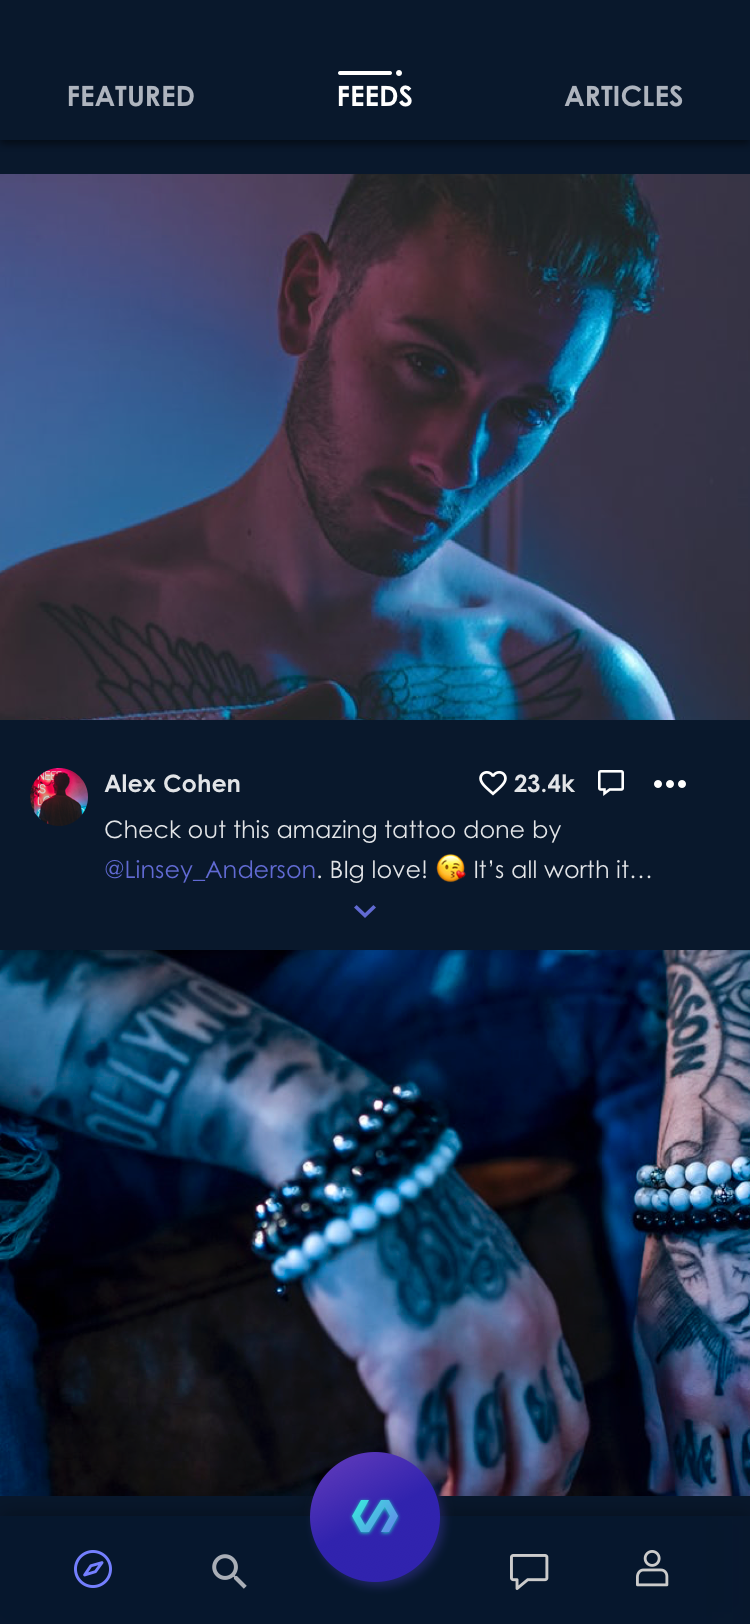 FEATURED
FEEDS
ARTICLES
Alex Cohen
23.4k
Check out this amazing tattoo done by
@Linsey_Anderson. BIg love! 😘 It’s all worth it...
OLLYWO
SSON